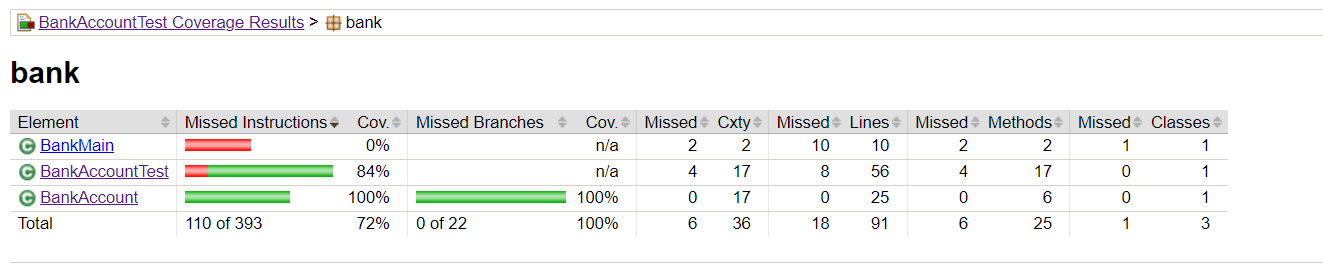 BankAccountTest Coverage Results > bank
bank
Element Missed Instructions Cov. Missed Branches Cov. Missed Cxty Missed Lines Missed Methods Missed Classes
BankMain 0% n/a 2 2 10 10 2 2 1 1
BankAccountTest 84% n/a 4 17 8 56 4 17 0 1
BankAccount 100% 100% 0 17 0 25 0 6 0 1
Total 110 of 393 72% 0 of 22 100% 6 36 18 91 6 25 1 3